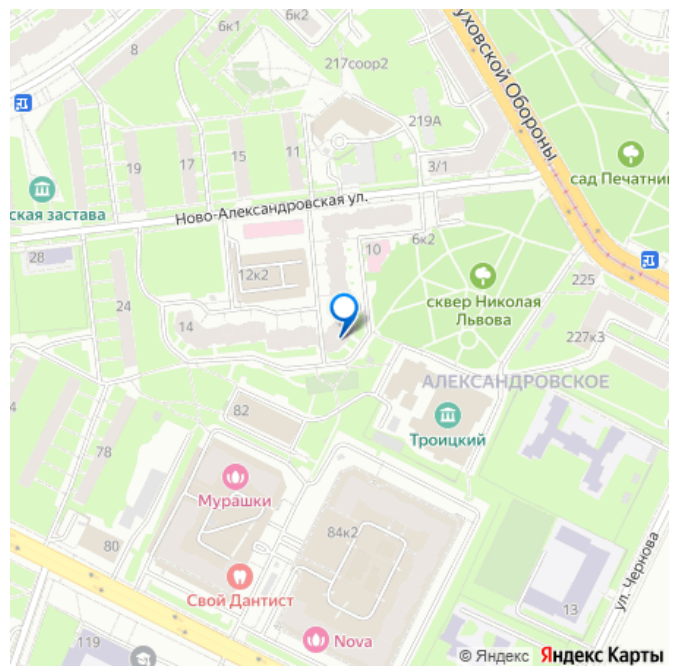 6к1
6к2
8
217соор2
уховской Обороны
219А
19
17
15
11
3/1
сад Печатник
ская застава
Ново-Александровская ул.
28
10
6к2
12к2
225
24
сквер Николая
Львова
14
227к3
АЛЕКСАНДРОВСКОЕ
4
82
Троицкий
78
Мурашки
84к2
80
ул. Чернова
Свой Дантист
13
119
Nova
© Яндекс Яндекс Карты